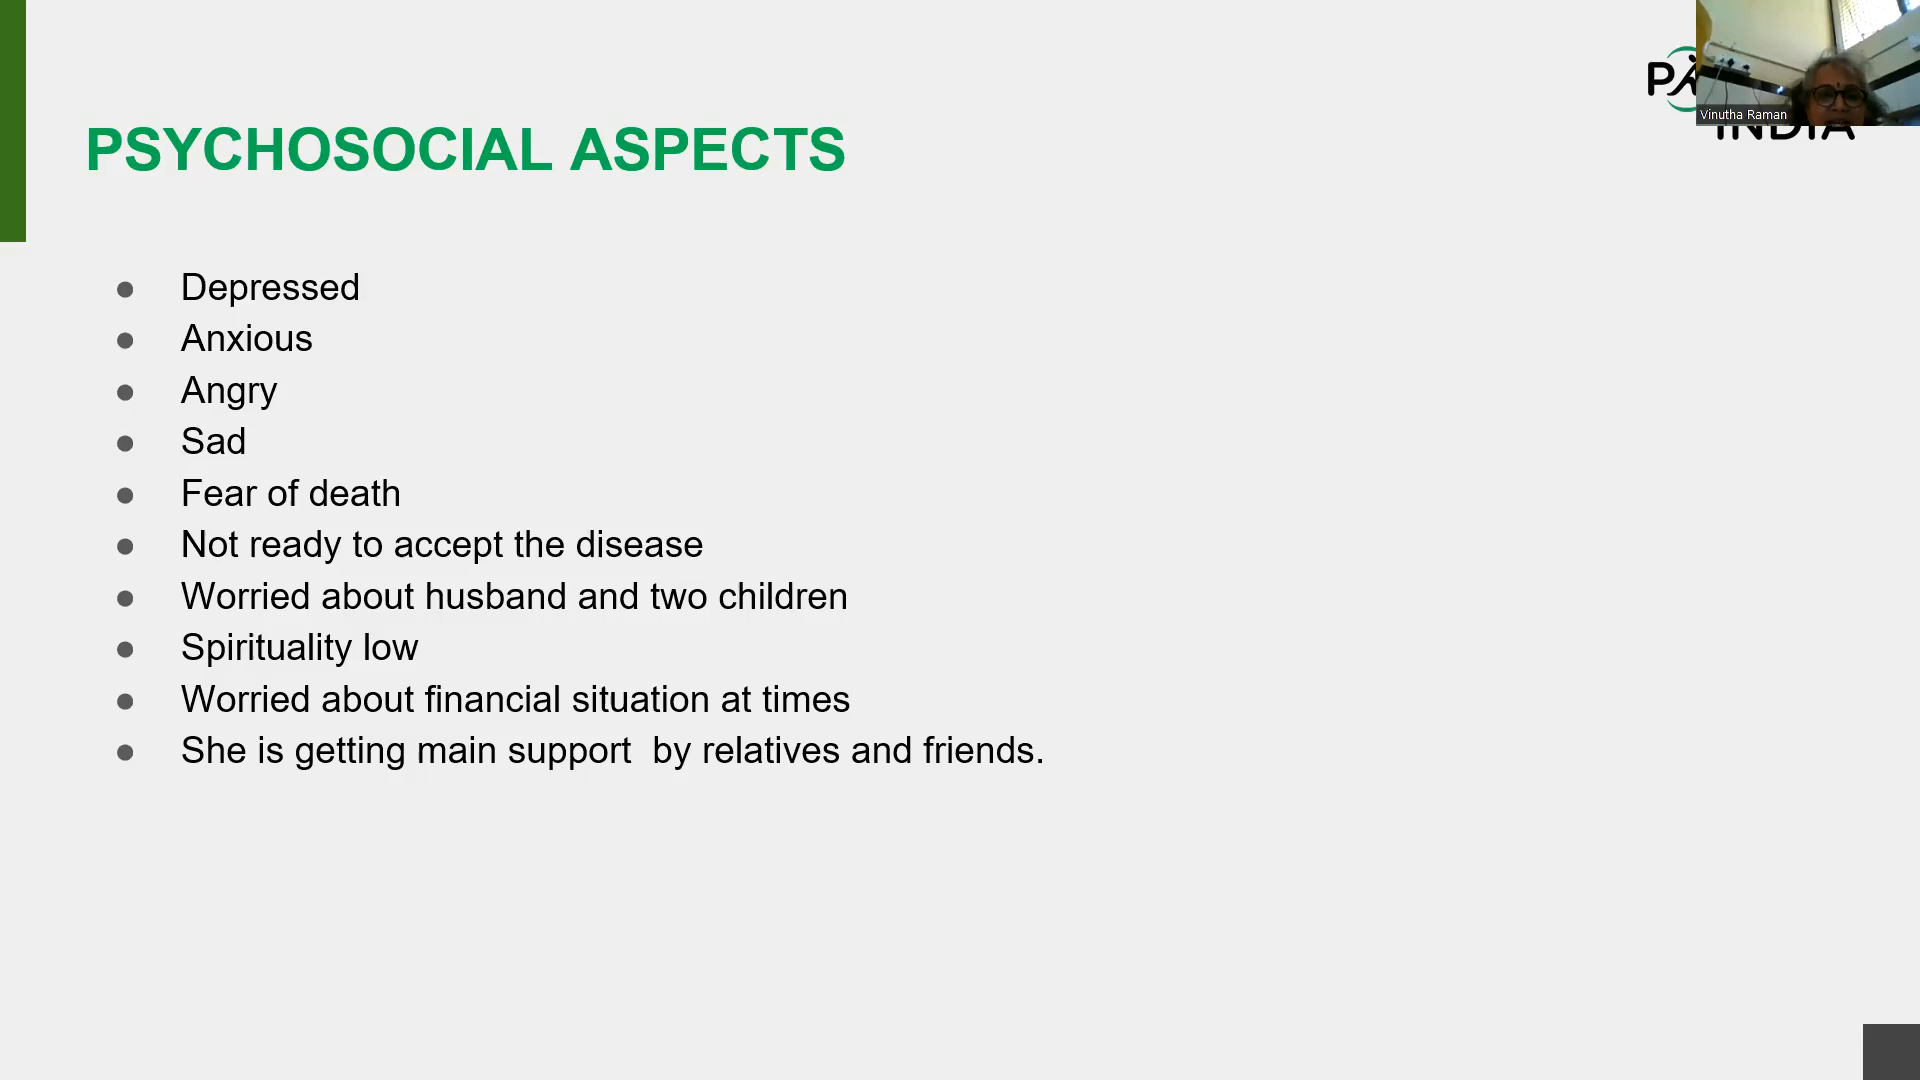 Vinutha Raman
INDIA
PSYCHOSOCIAL ASPECTS
Depressed
Anxious
Angry
Sad
Fear of death
Not ready to accept the disease
Worried about husband and two children
Spirituality low
Worried about financial situation at times
She is getting main support  by relatives and friends.